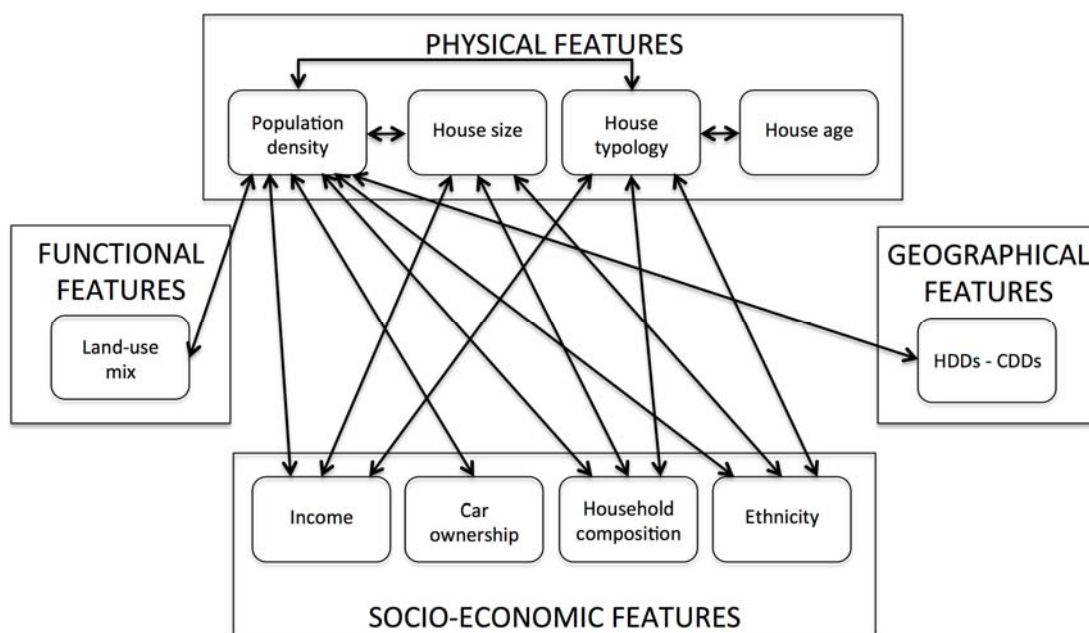 PHYSICAL FEATURES
Population
density
House size
House
typology
House age
FUNCTIONAL
FEATURES
Land-use
mix
GEOGRAPHICAL
FEATURES
HDDs - CDDs
Income
Car
ownership
Household
composition
Ethnicity
SOCIO-ECONOMIC FEATURES